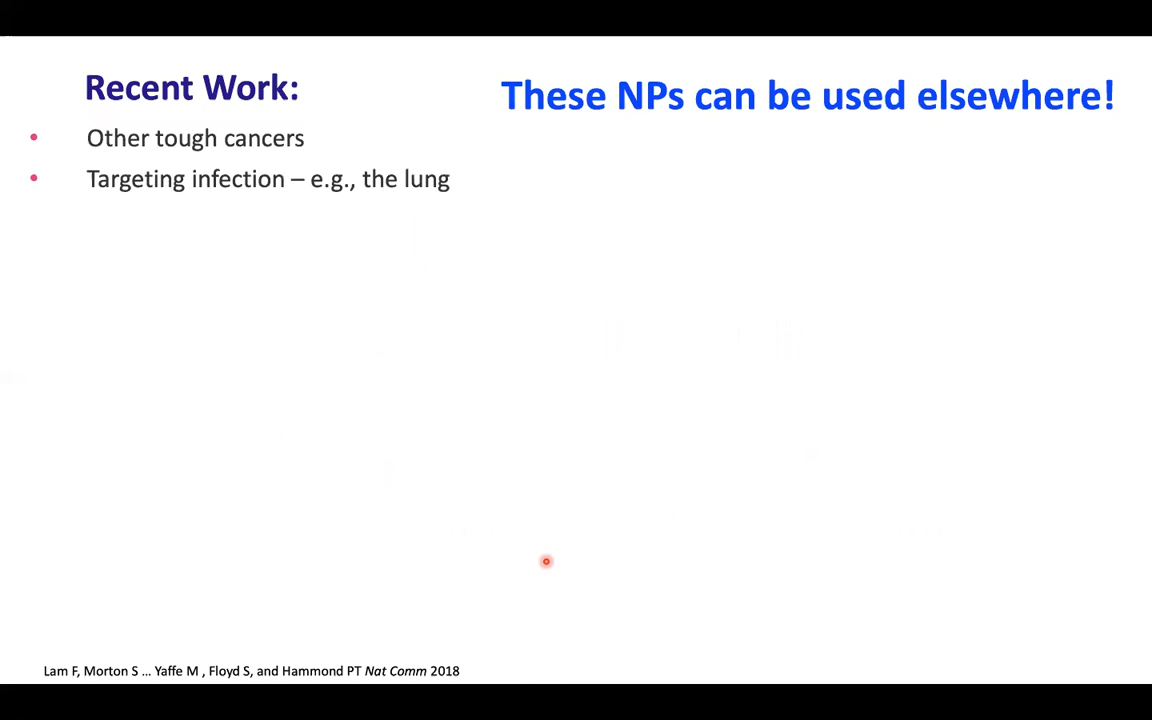 Recent Work:
These NPs can be used elsewhere!
• Other tough cancers
• Targeting infection – e.g., the lung
Lam F, Morton S ... Yaffe M , Floyd S, and Hammond PT Nat Comm 2018